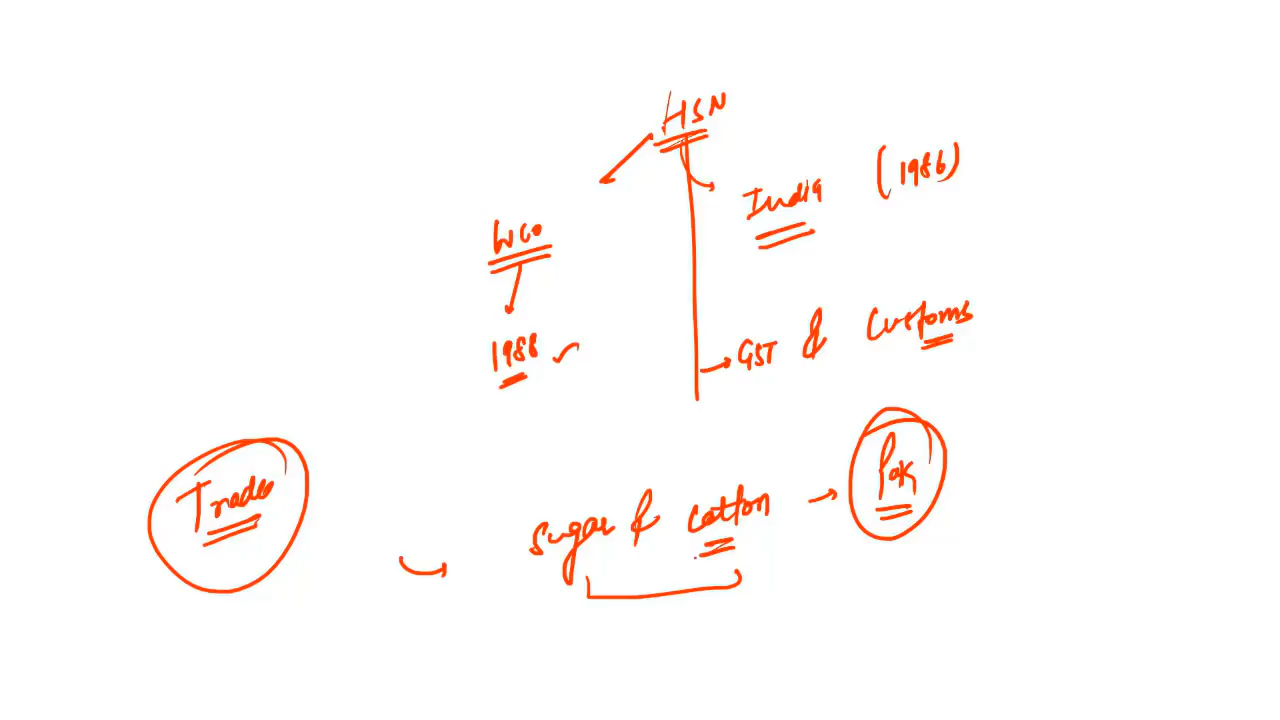 HSN
India (1986)
WCO
1988
GST & Customs
Trade
Sugar & Cotton
Pak